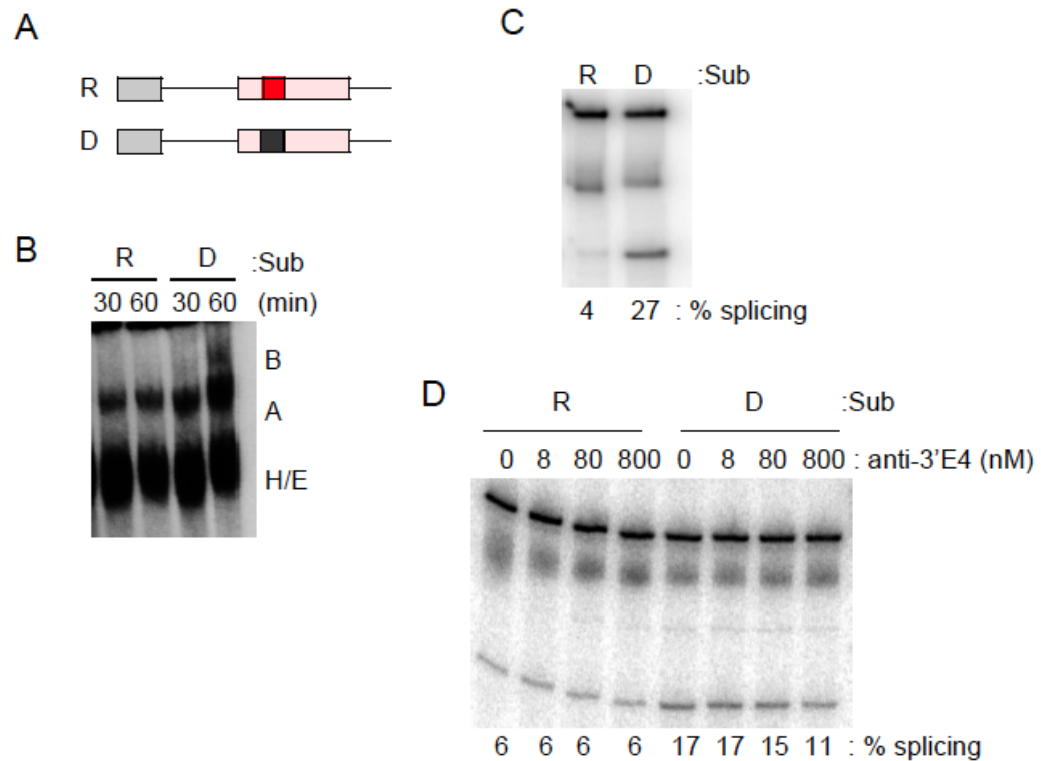 A
R
D
B
R D :Sub
30 60 30 60 (min)
B
A
H/E
C
R D :Sub
4 27 : % splicing
D
R D :Sub
0 8 80 800 0 8 80 800 : anti-3'E4 (nM)
6 6 6 6 17 17 15 11 : % splicing